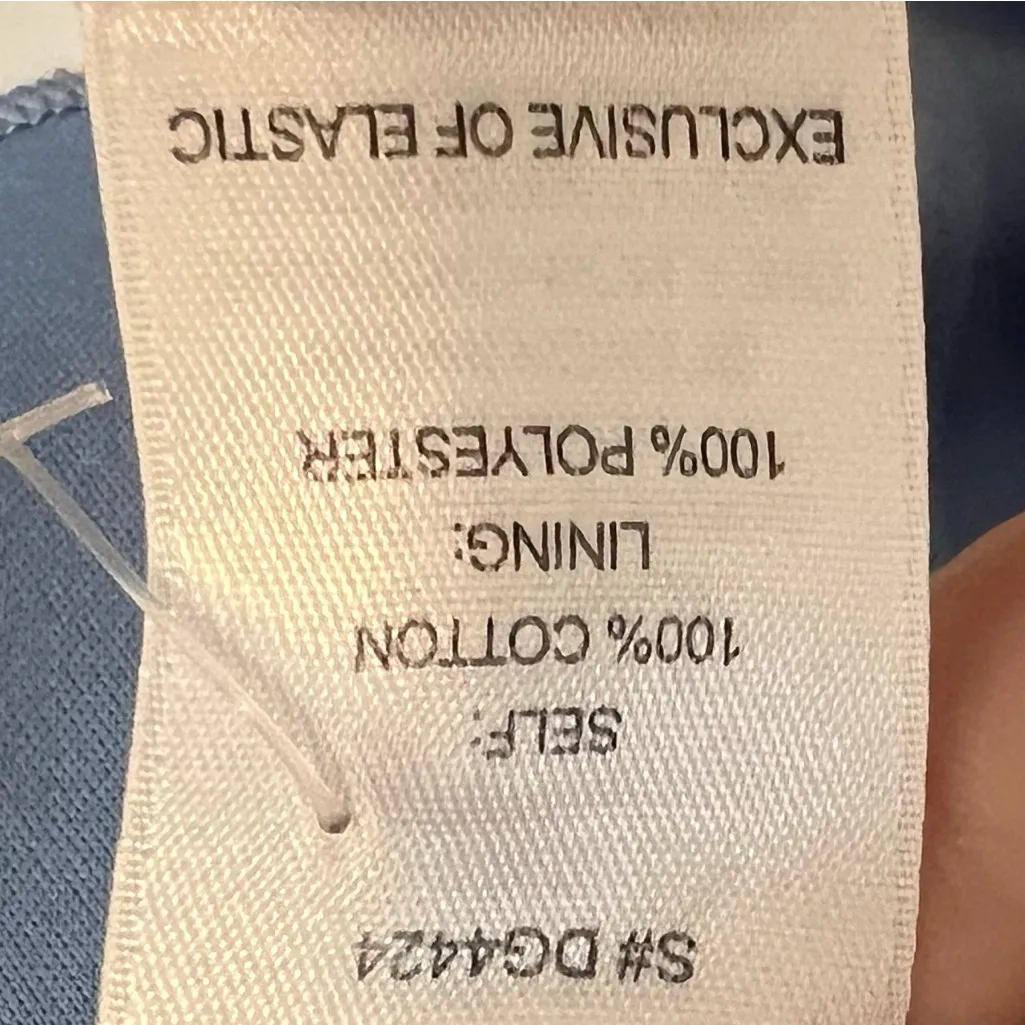 S# DG4424
SELF:
100% COTTON
LINING:
100% POLYESTER
EXCLUSIVE OF ELASTIC